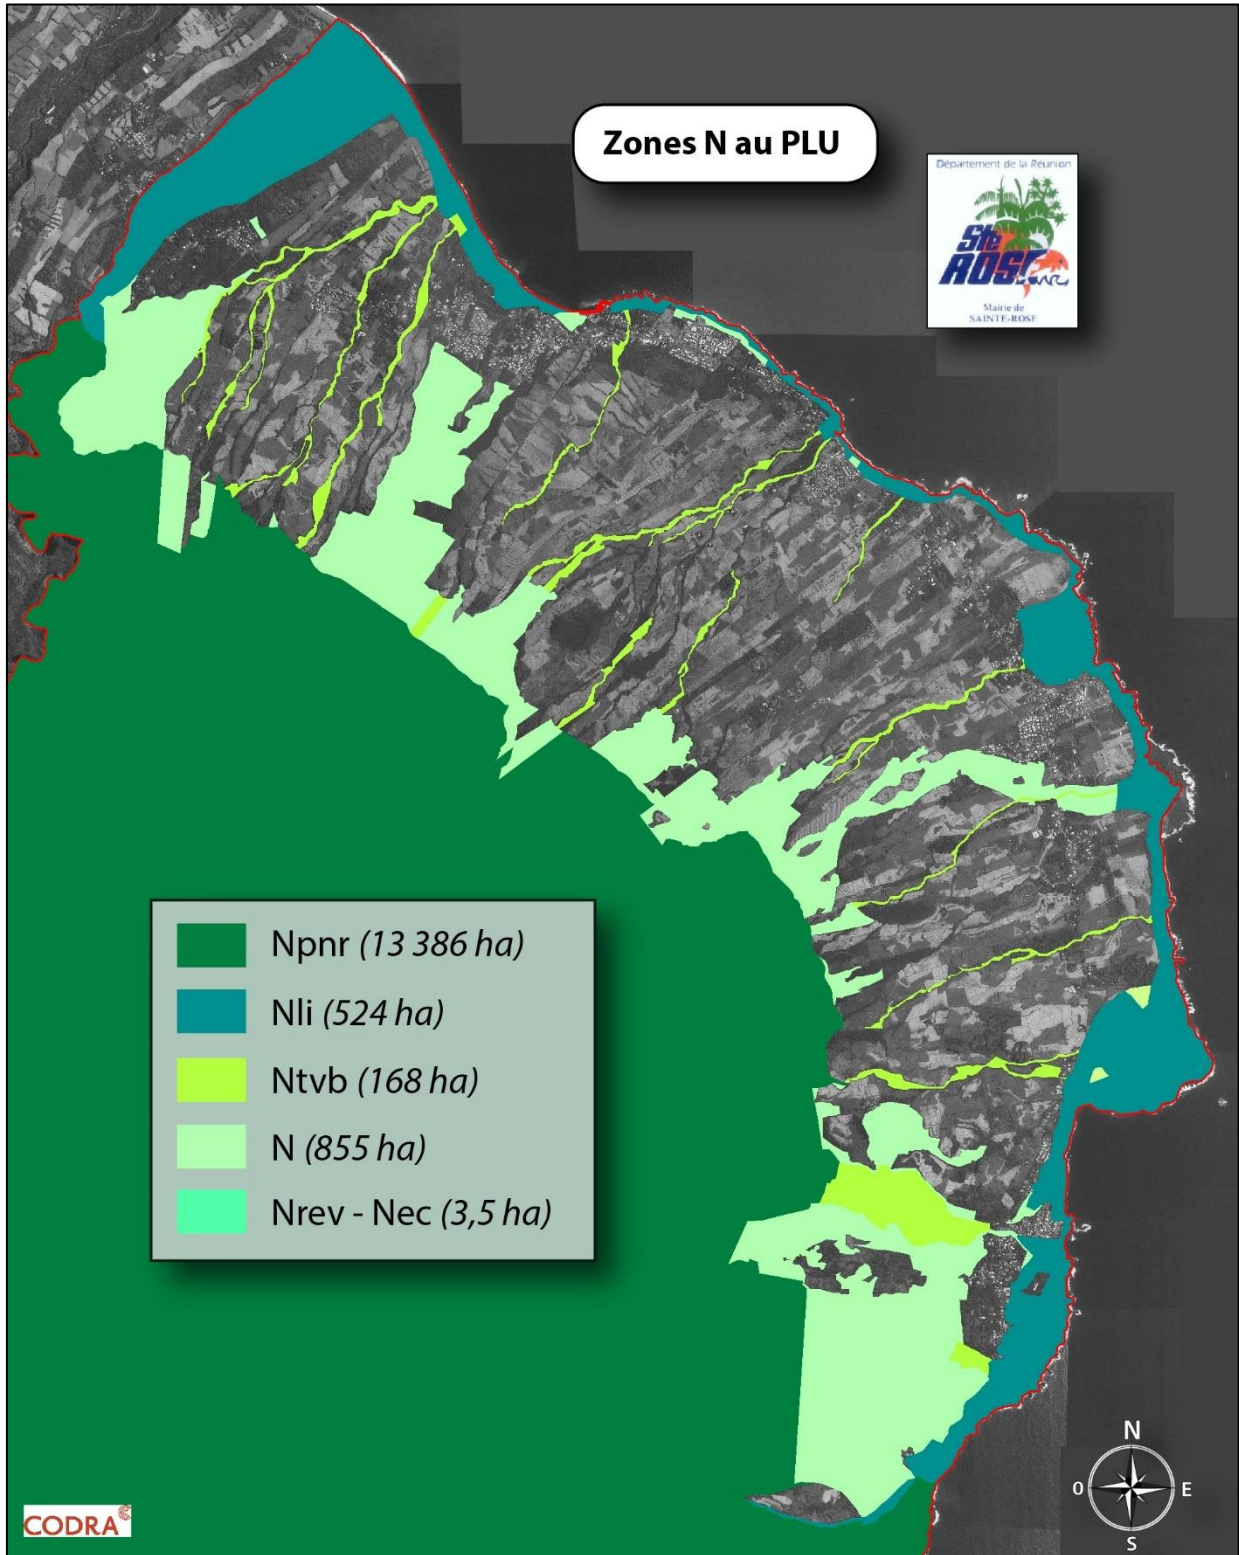 Zones N au PLU
Département de la Réunion
Ste
ROSE
Mairie de
SAINTE-ROSE
Npnr (13 386 ha)
Nli (524 ha)
Ntvb (168 ha)
N (855 ha)
Nrev - Nec (3,5 ha)
N
O
E
S
CODRA